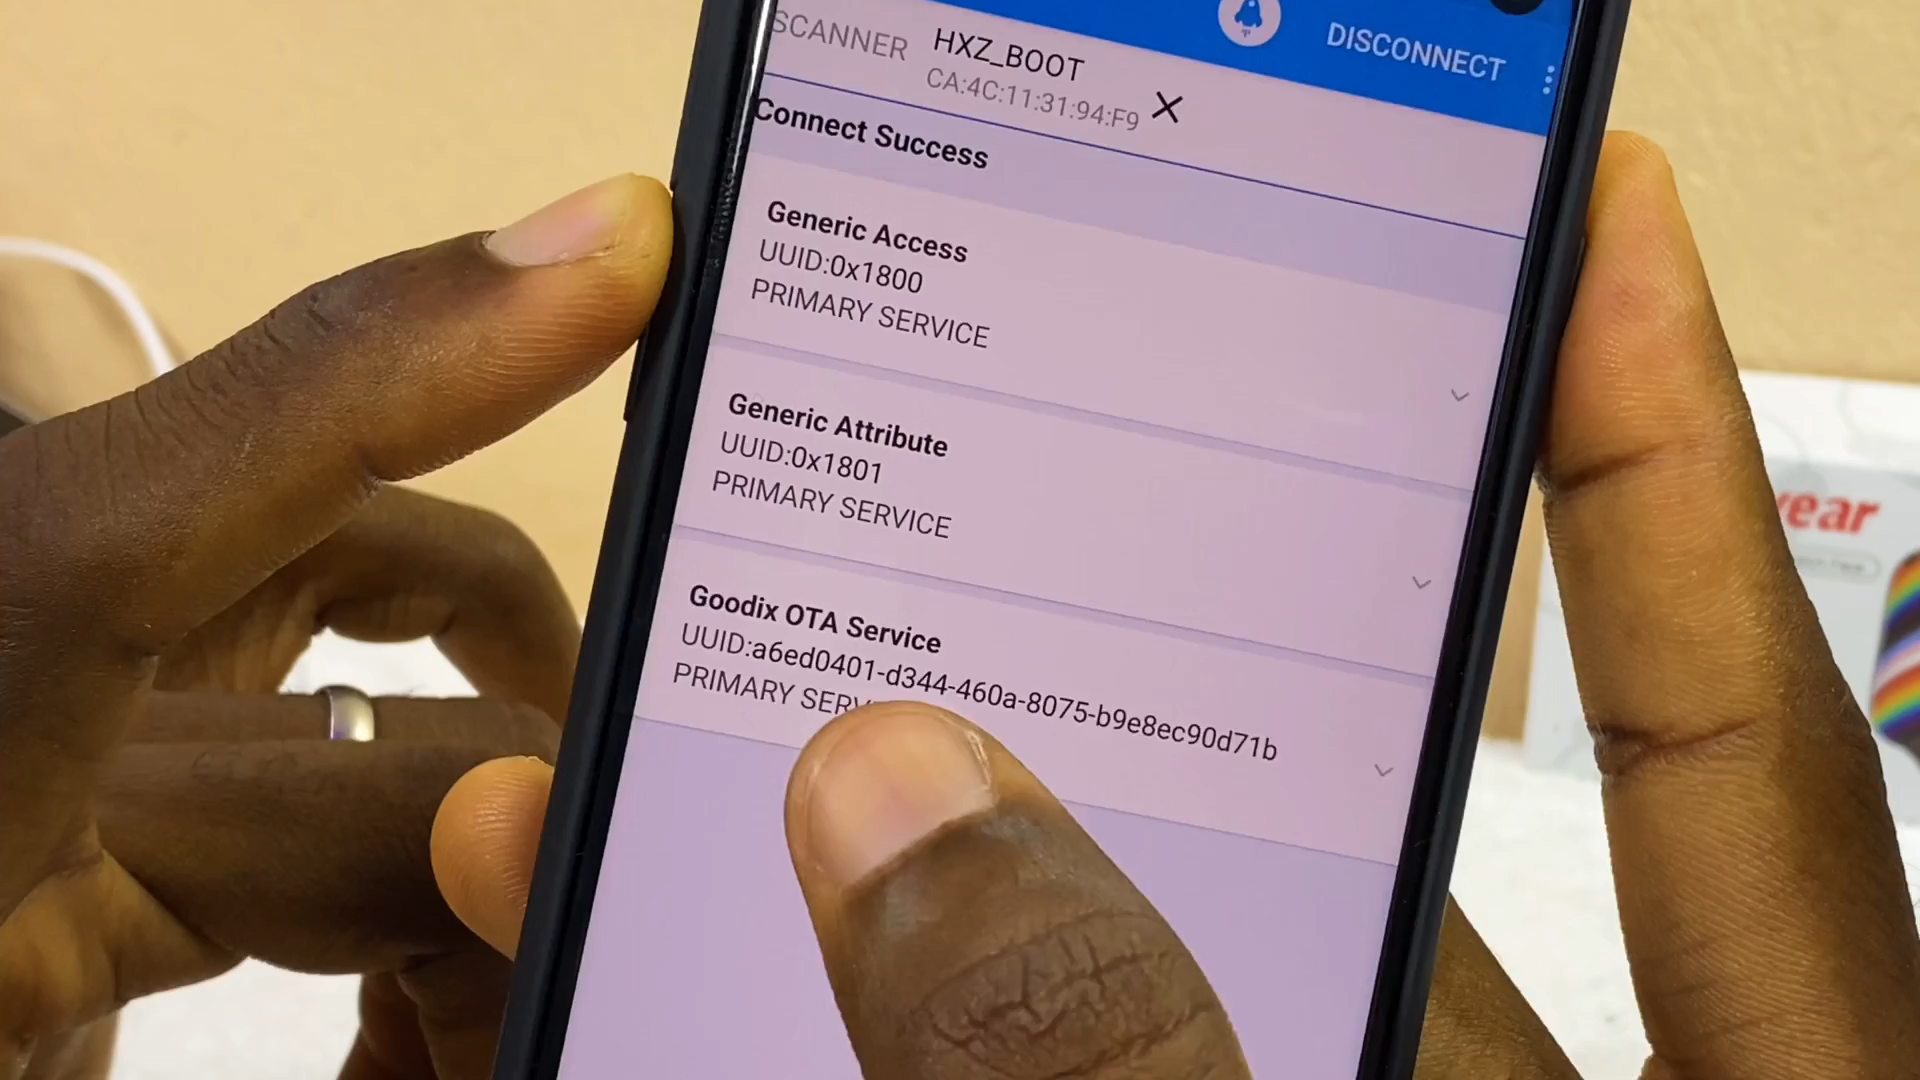 SCANNER
HXZ_BOOT
CA:4C:11:31:94:F9
DISCONNECT
Connect Success
Generic Access
UUID:0x1800
PRIMARY SERVICE
Generic Attribute
UUID:0x1801
PRIMARY SERVICE
Goodix OTA Service
UUID:a6ed0401-d344-460a-8075-b9e8ec90d71b
PRIMARY SERV
ear